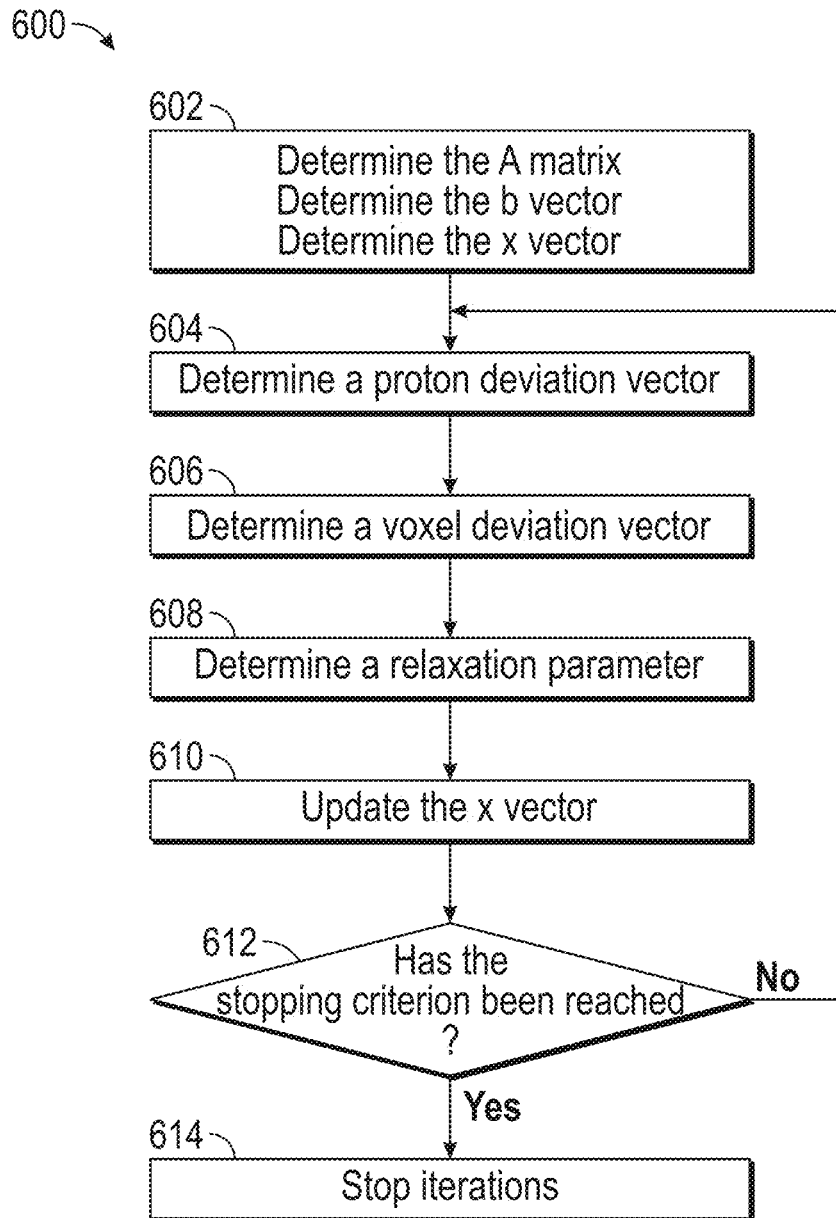 600
602
Determine the A matrix
Determine the b vector
Determine the x vector
604
Determine a proton deviation vector
606
Determine a voxel deviation vector
608
Determine a relaxation parameter
610
Update the x vector
612
Has the
stopping criterion been reached
?
No
Yes
614
Stop iterations